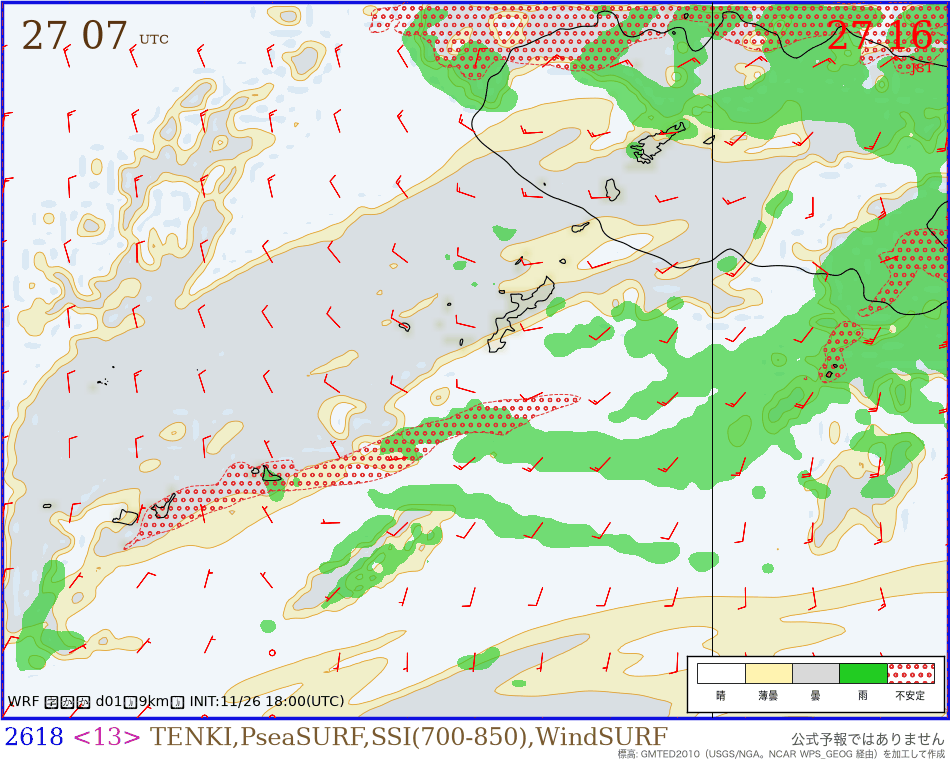 27 07 UTC
27 16
JST
WRF d01 9km INIT:11/26 18:00(UTC)
晴 薄曇 曇 雨 不安定
2618 <13> TENKI,PseaSURF,SSI(700-850),WindSURF
公式予報ではありません
標高: GMTED2010（USGS/NGA。NCAR WPS_GEOG 経由）を加工して作成